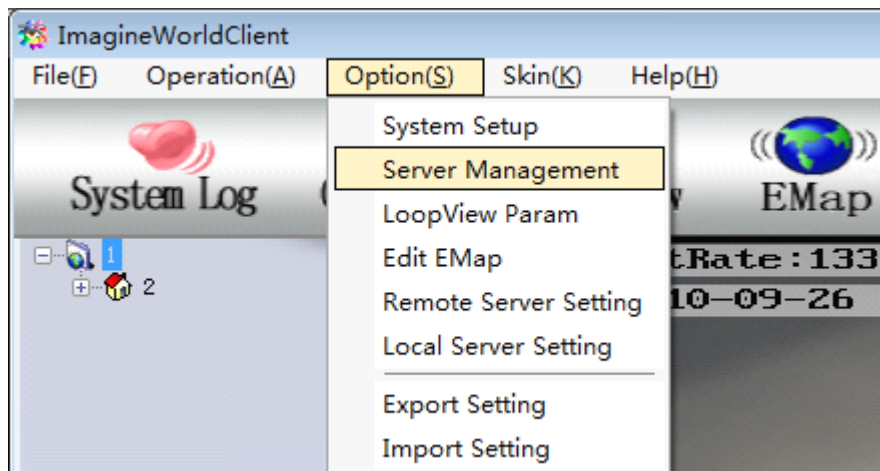 ImagineWorldClient
File(F) Operation(A) Option(S) Skin(K) Help(H)
System Setup
Server Management
LoopView Param
Edit EMap
Remote Server Setting
Local Server Setting
Export Setting
Import Setting
System Log
EMap
1
2
tRate:133
10-09-26